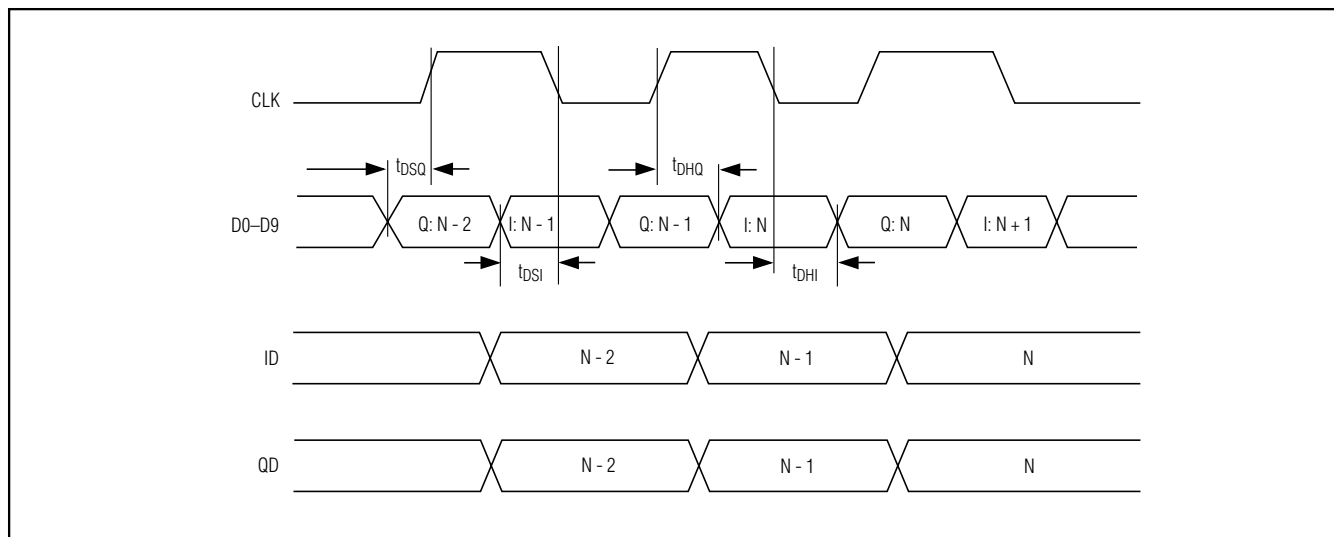 CLK
tDSQ
tDHQ
D0–D9
Q: N - 2
I: N - 1
Q: N - 1
I: N
Q: N
I: N + 1
tDSI
tDHI
ID
N - 2
N - 1
N
QD
N - 2
N - 1
N